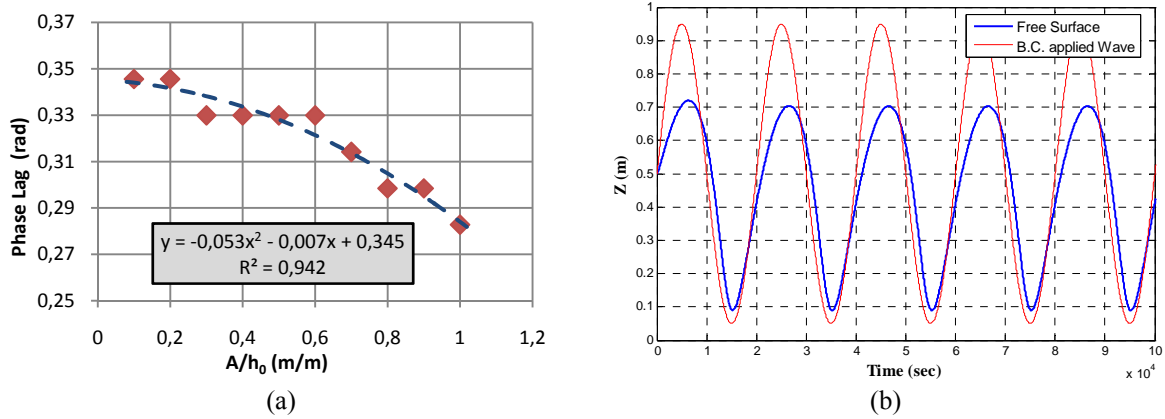 0,37
0,35
0,33
0,31
0,29
0,27
0,25
Phase Lag (rad)
y = -0,053x² - 0,007x + 0,345
R² = 0,942
0 0,2 0,4 0,6 0,8 1 1,2
A/h₀ (m/m)
(a)
1
0.9
0.8
0.7
0.6
0.5
0.4
0.3
0.2
0.1
0
Z (m)
Free Surface
B.C. applied Wave
0 1 2 3 4 5 6 7 8 9 10
Time (sec)
x 10⁴
(b)